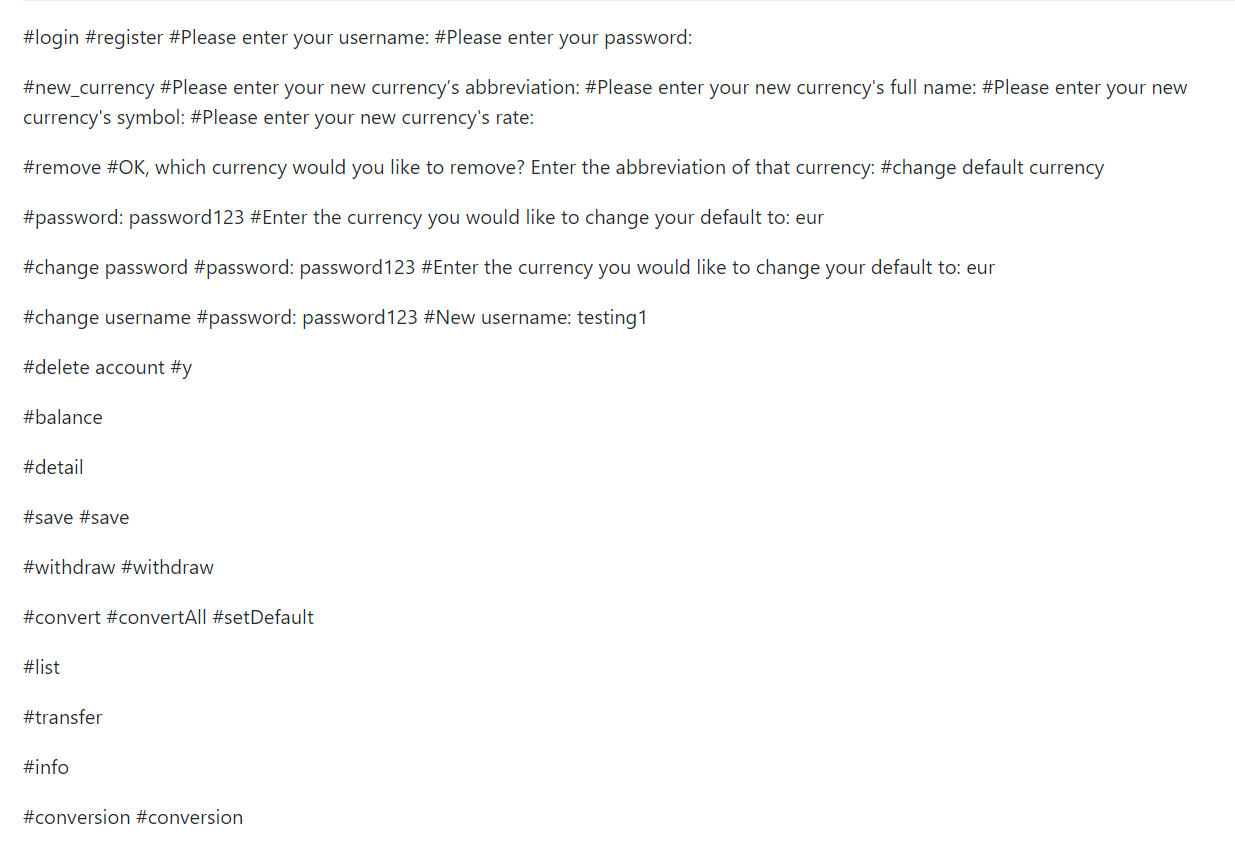 #login #register #Please enter your username: #Please enter your password:
#new_currency #Please enter your new currency’s abbreviation: #Please enter your new currency's full name: #Please enter your new
currency's symbol: #Please enter your new currency's rate:
#remove #OK, which currency would you like to remove? Enter the abbreviation of that currency: #change default currency
#password: password123 #Enter the currency you would like to change your default to: eur
#change password #password: password123 #Enter the currency you would like to change your default to: eur
#change username #password: password123 #New username: testing1
#delete account #y
#balance
#detail
#save #save
#withdraw #withdraw
#convert #convertAll #setDefault
#list
#transfer
#info
#conversion #conversion